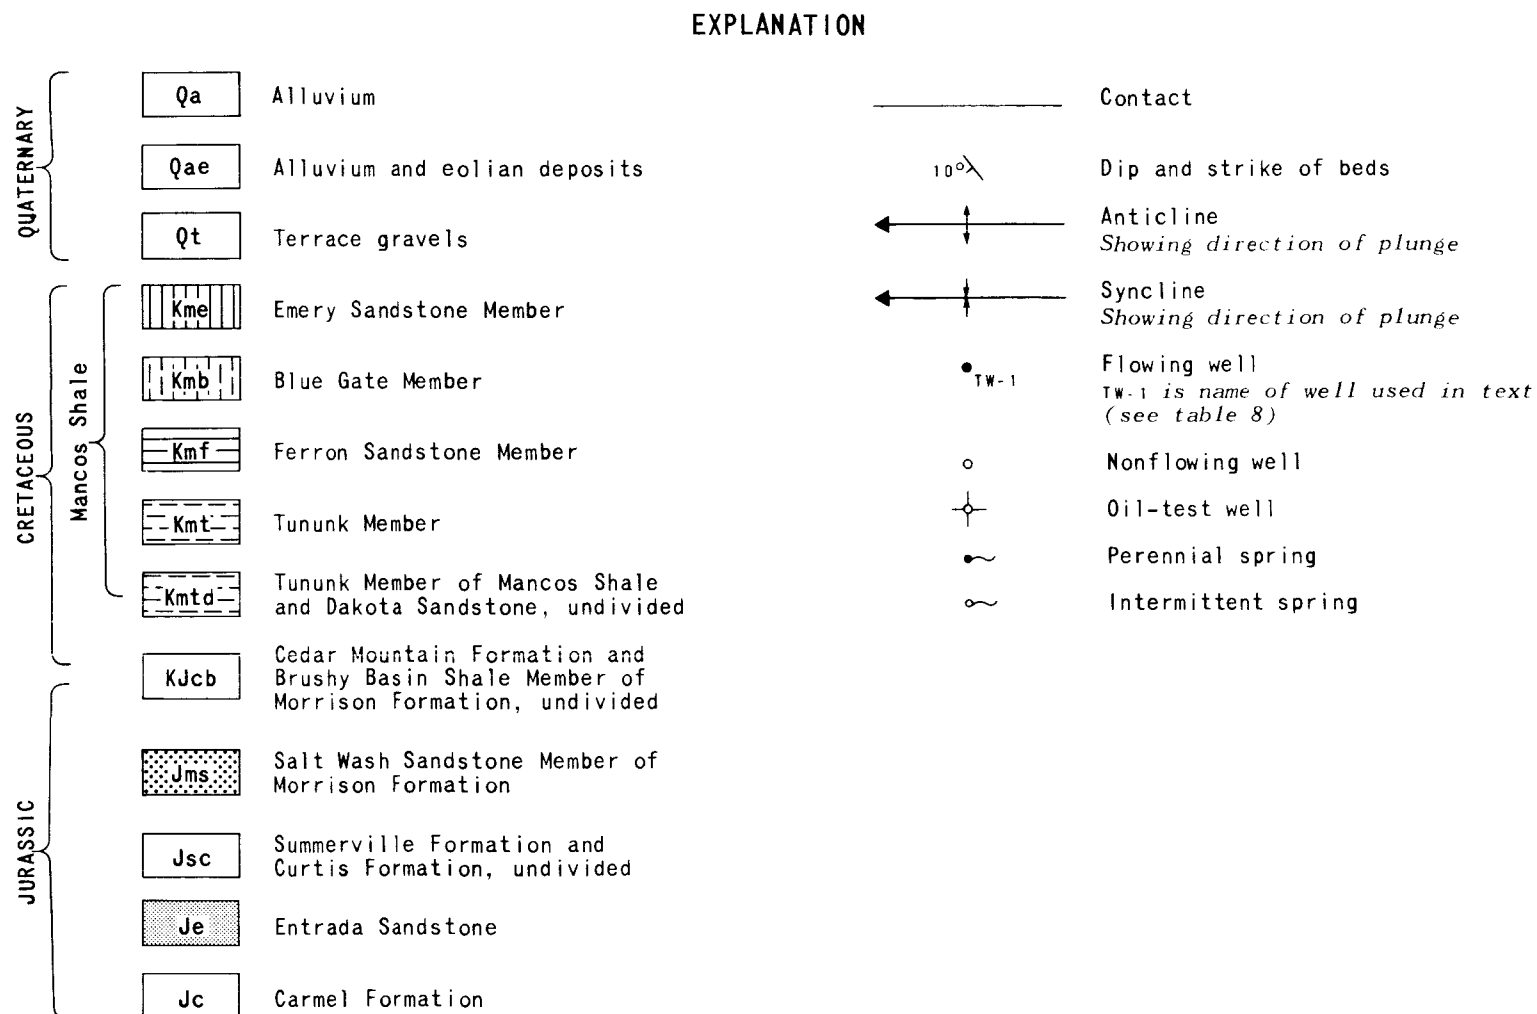 EXPLANATION
QUATERNARY
Qa Alluvium
Qae Alluvium and eolian deposits
Qt Terrace gravels
CRETACEOUS
Mancos Shale
Kme Emery Sandstone Member
Kmb Blue Gate Member
Kmf Ferron Sandstone Member
Kmt Tununk Member
Kmtd Tununk Member of Mancos Shale
and Dakota Sandstone, undivided
KJcb Cedar Mountain Formation and
Brushy Basin Shale Member of
Morrison Formation, undivided
JURASSIC
Jms Salt Wash Sandstone Member of
Morrison Formation
Jsc Summerville Formation and
Curtis Formation, undivided
Je Entrada Sandstone
Jc Carmel Formation
Contact
10° Dip and strike of beds
Anticline
Showing direction of plunge
Syncline
Showing direction of plunge
TW-1 Flowing well
TW-1 is name of well used in text
(see table 8)
Nonflowing well
Oil-test well
Perennial spring
Intermittent spring